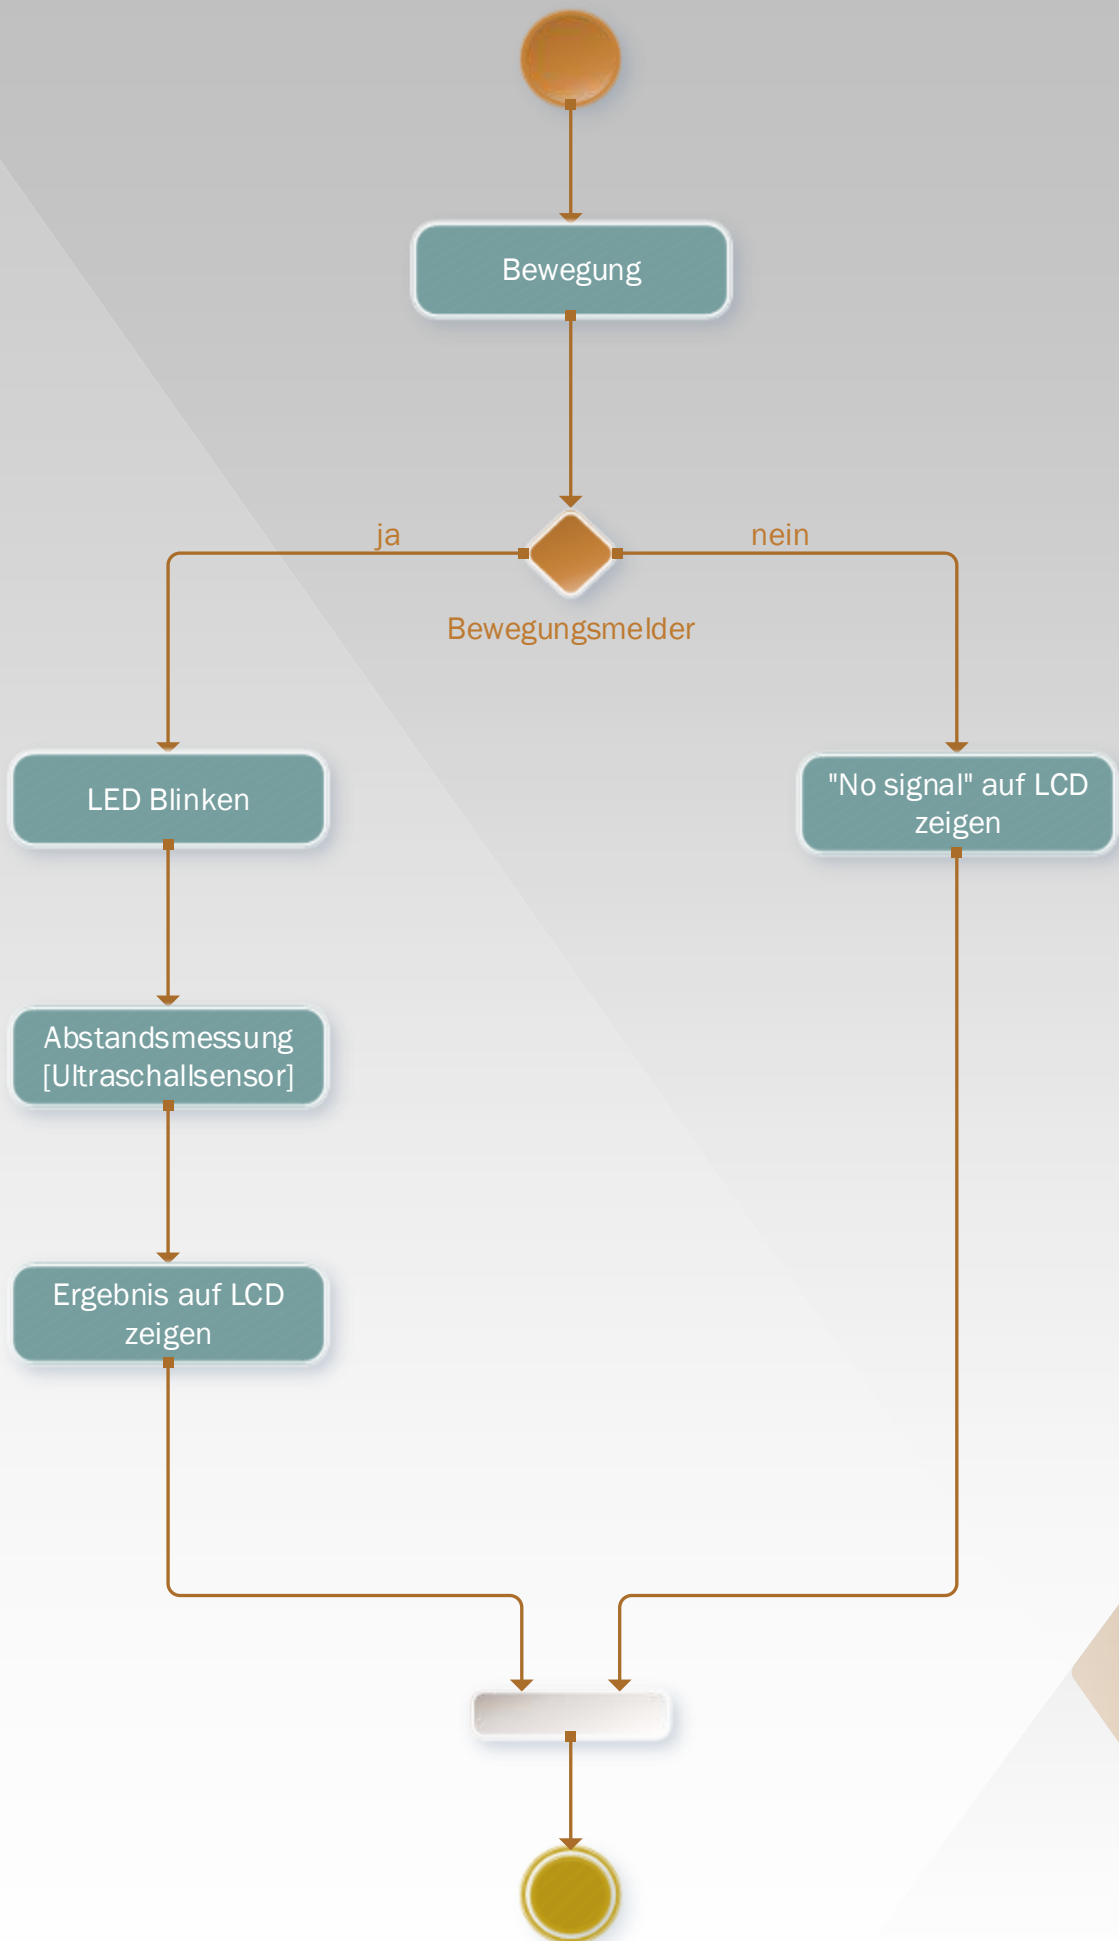 Bewegung
ja
nein
Bewegungsmelder
LED Blinken
"No signal" auf LCD
zeigen
Abstandsmessung
[Ultraschallsensor]
Ergebnis auf LCD
zeigen